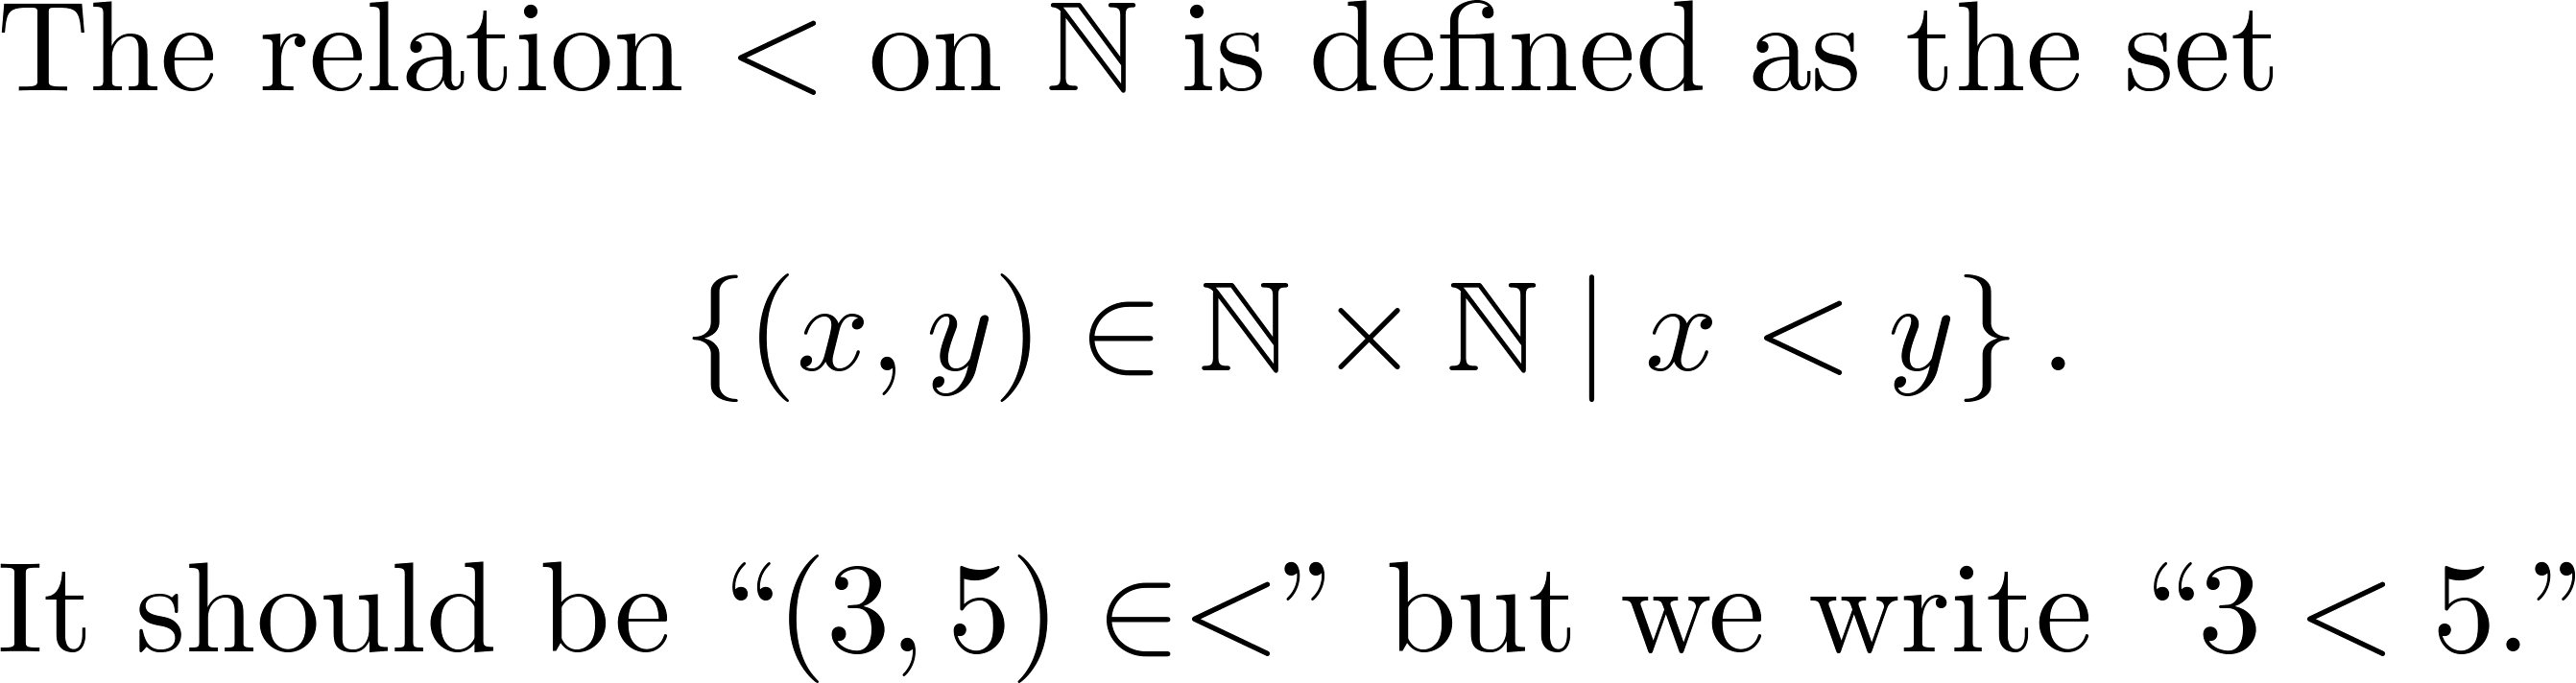 The relation < on ℕ is defined as the set
{(x, y) ∈ ℕ × ℕ | x < y} .
It should be “(3, 5) ∈<” but we write “3 < 5.”